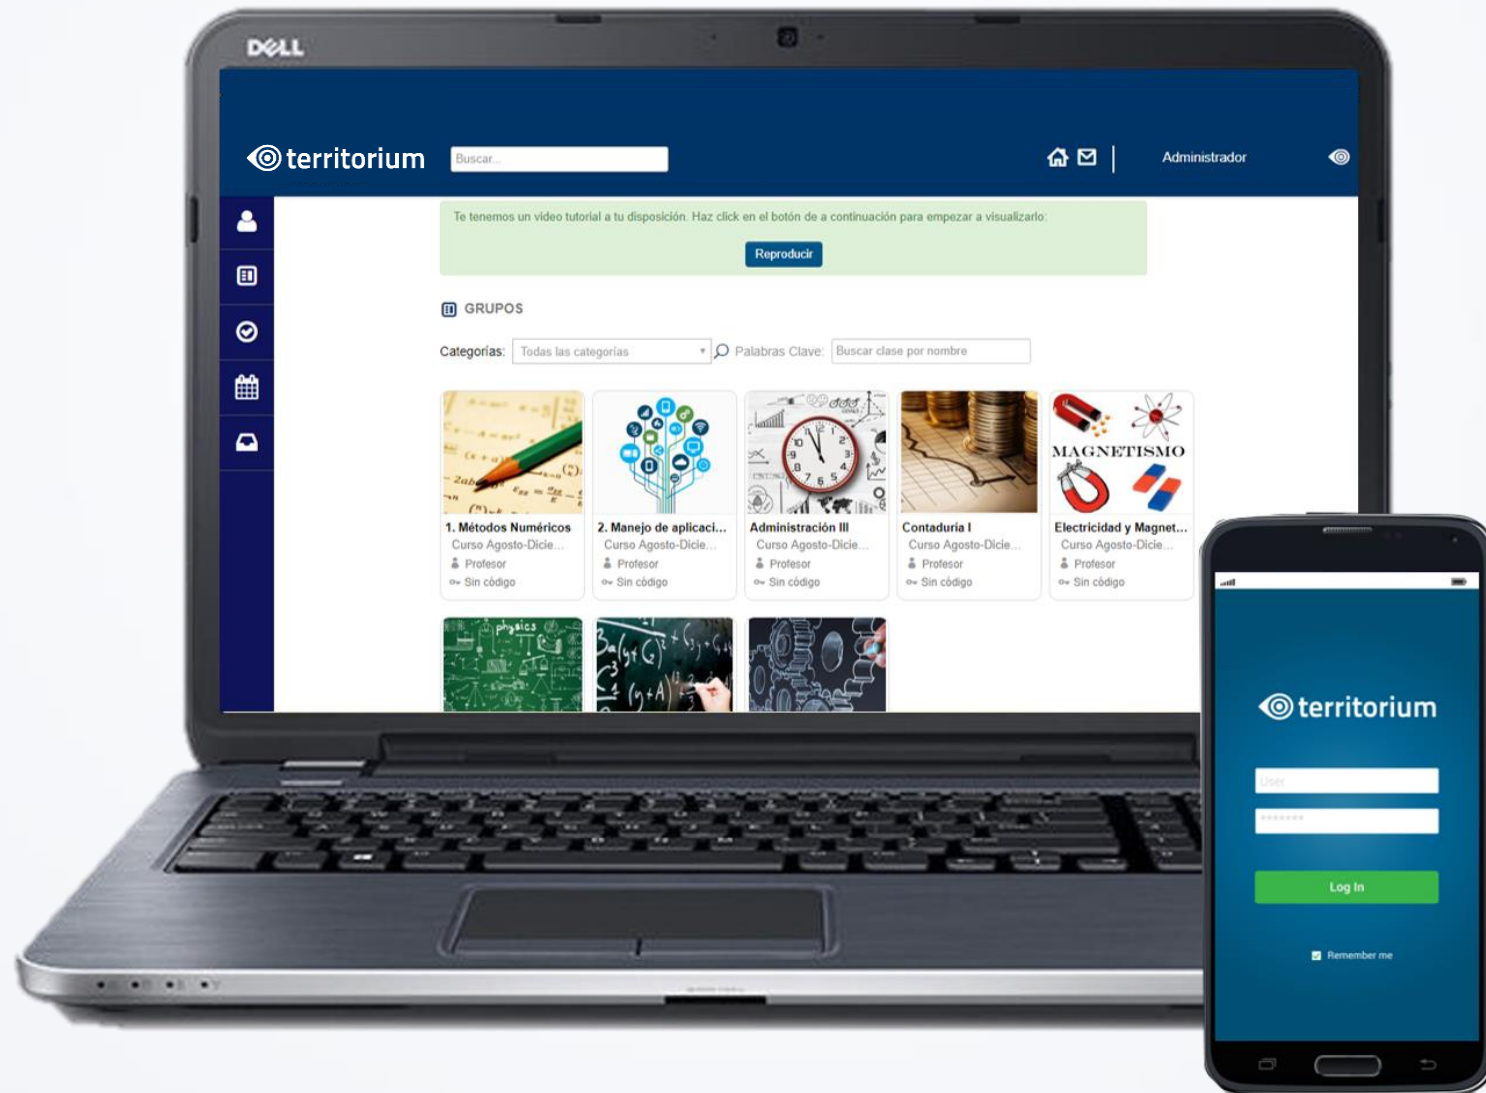 DELL
territorium
Buscar...
Administrador
Te tenemos un video tutorial a tu disposición. Haz click en el botón de a continuación para empezar a visualizarlo:
Reproducir
GRUPOS
Categorías:
Todas las categorías
Palabras Clave:
Buscar clase por nombre
MAGNETISMO
1. Métodos Numéricos
Curso Agosto-Dicie...
Profesor
Sin código
2. Manejo de aplicaci...
Curso Agosto-Dicie...
Profesor
Sin código
Administración III
Curso Agosto-Dicie...
Profesor
Sin código
Contaduría I
Curso Agosto-Dicie...
Profesor
Sin código
Electricidad y Magnet...
Curso Agosto-Dicie...
Profesor
Sin código
physics
territorium
User
*******
Log In
Remember me